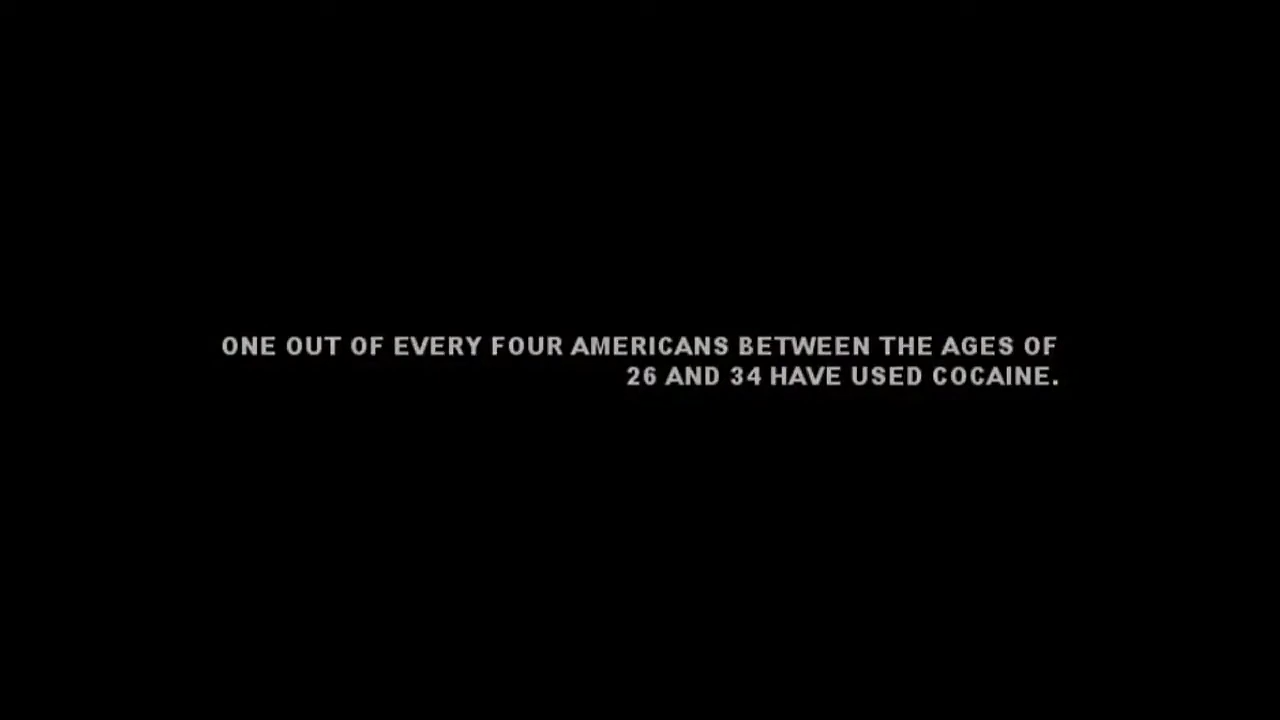 ONE OUT OF EVERY FOUR AMERICANS BETWEEN THE AGES OF
26 AND 34 HAVE USED COCAINE.